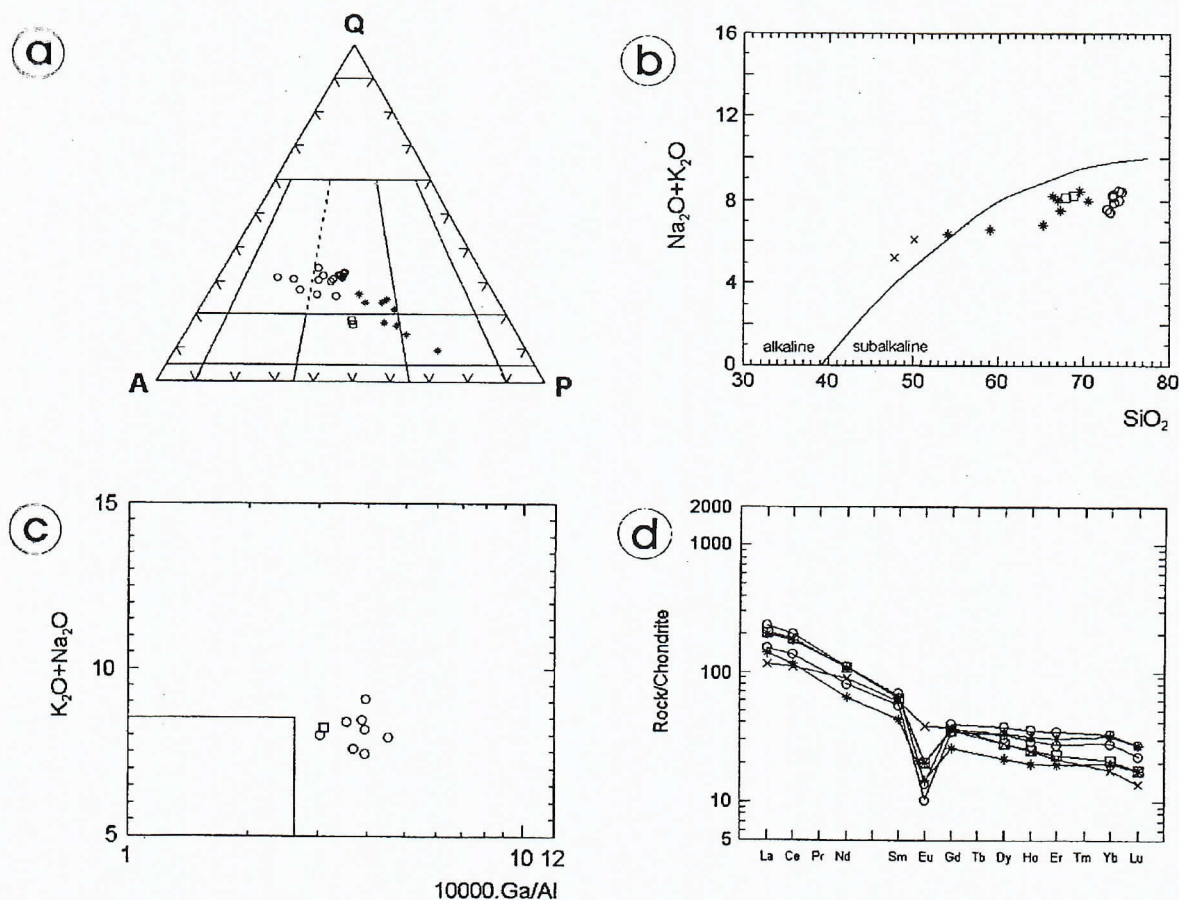 a
Q
A
P
b
16
12
8
4
0
Na₂O+K₂O
alkaline
subalkaline
30
40
50
60
70
80
SiO₂
c
15
10
5
K₂O+Na₂O
1
10 12
10000.Ga/Al
d
2000
1000
100
10
5
Rock/Chondrite
La Ce Pr Nd Sm Eu Gd Tb Dy Ho Er Tm Yb Lu